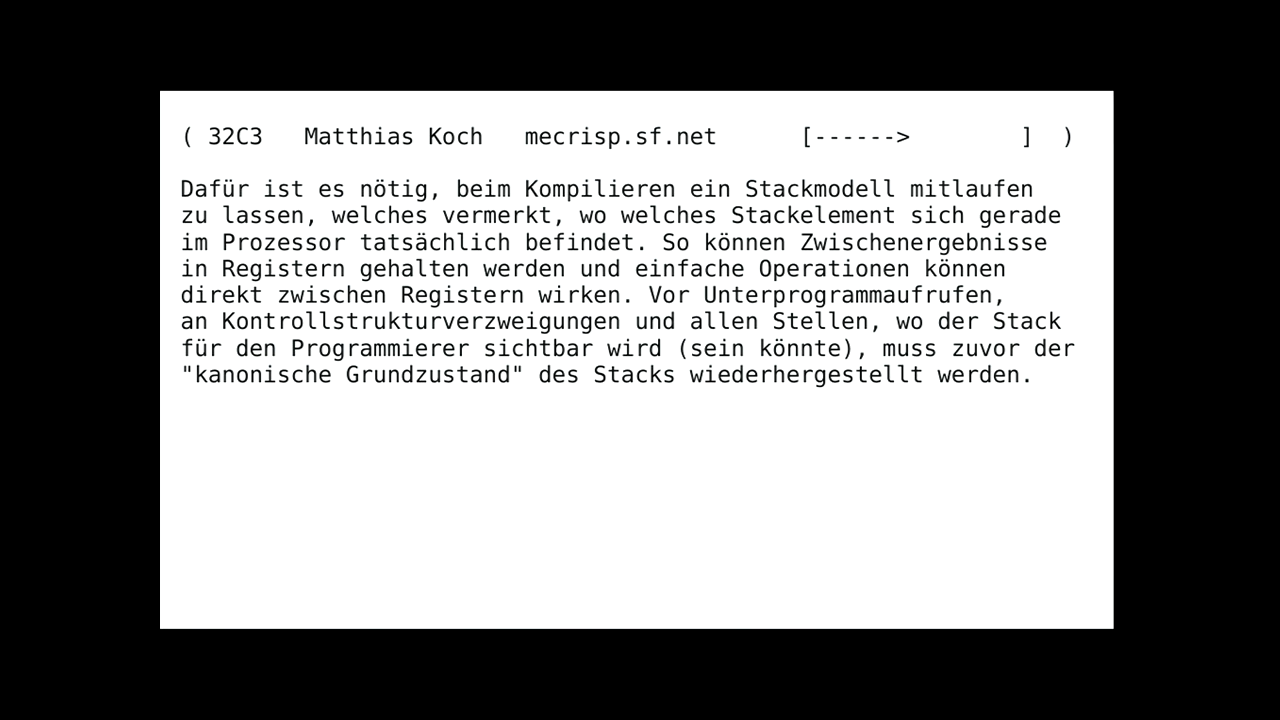 ( 32C3   Matthias Koch   mecrisp.sf.net      [------>        ]  )
Dafür ist es nötig, beim Kompilieren ein Stackmodell mitlaufen
zu lassen, welches vermerkt, wo welches Stackelement sich gerade
im Prozessor tatsächlich befindet. So können Zwischenergebnisse
in Registern gehalten werden und einfache Operationen können
direkt zwischen Registern wirken. Vor Unterprogrammaufrufen,
an Kontrollstrukturverzweigungen und allen Stellen, wo der Stack
für den Programmierer sichtbar wird (sein könnte), muss zuvor der
"kanonische Grundzustand" des Stacks wiederhergestellt werden.